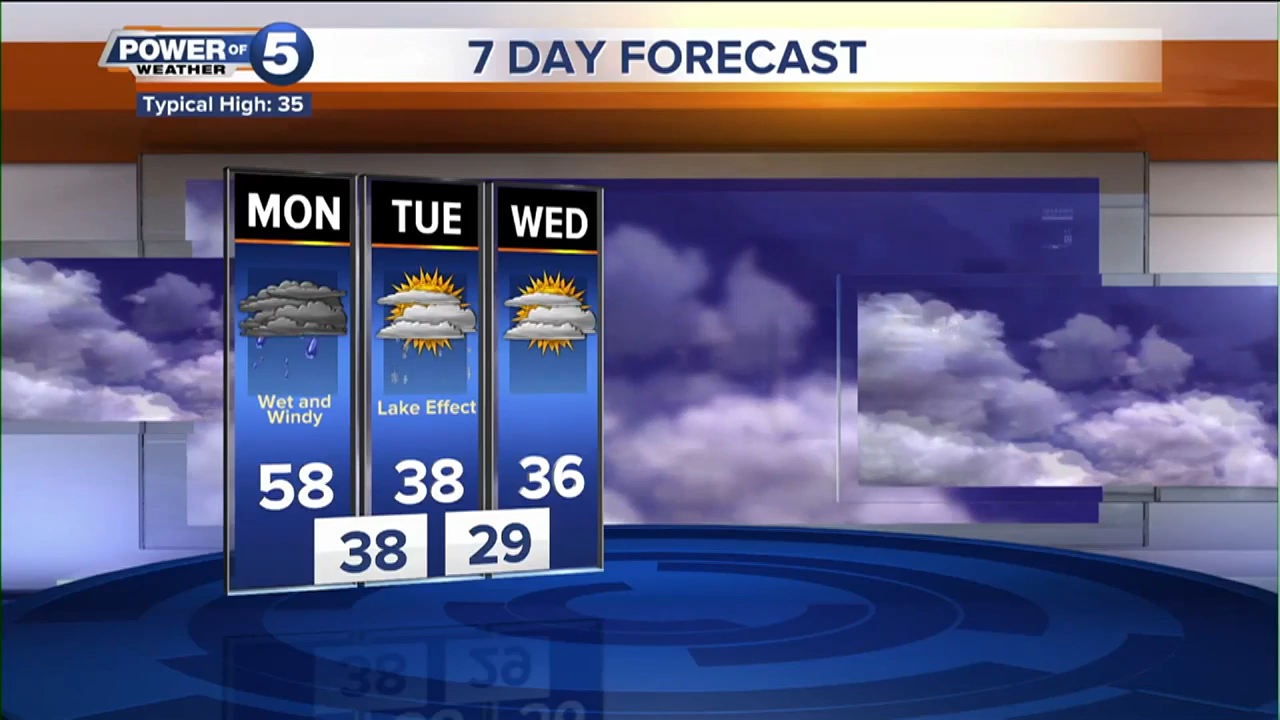 POWER OF 5
WEATHER
7 DAY FORECAST
Typical High: 35
MON
TUE
WED
Wet and
Windy
Lake Effect
58
38
36
38
29